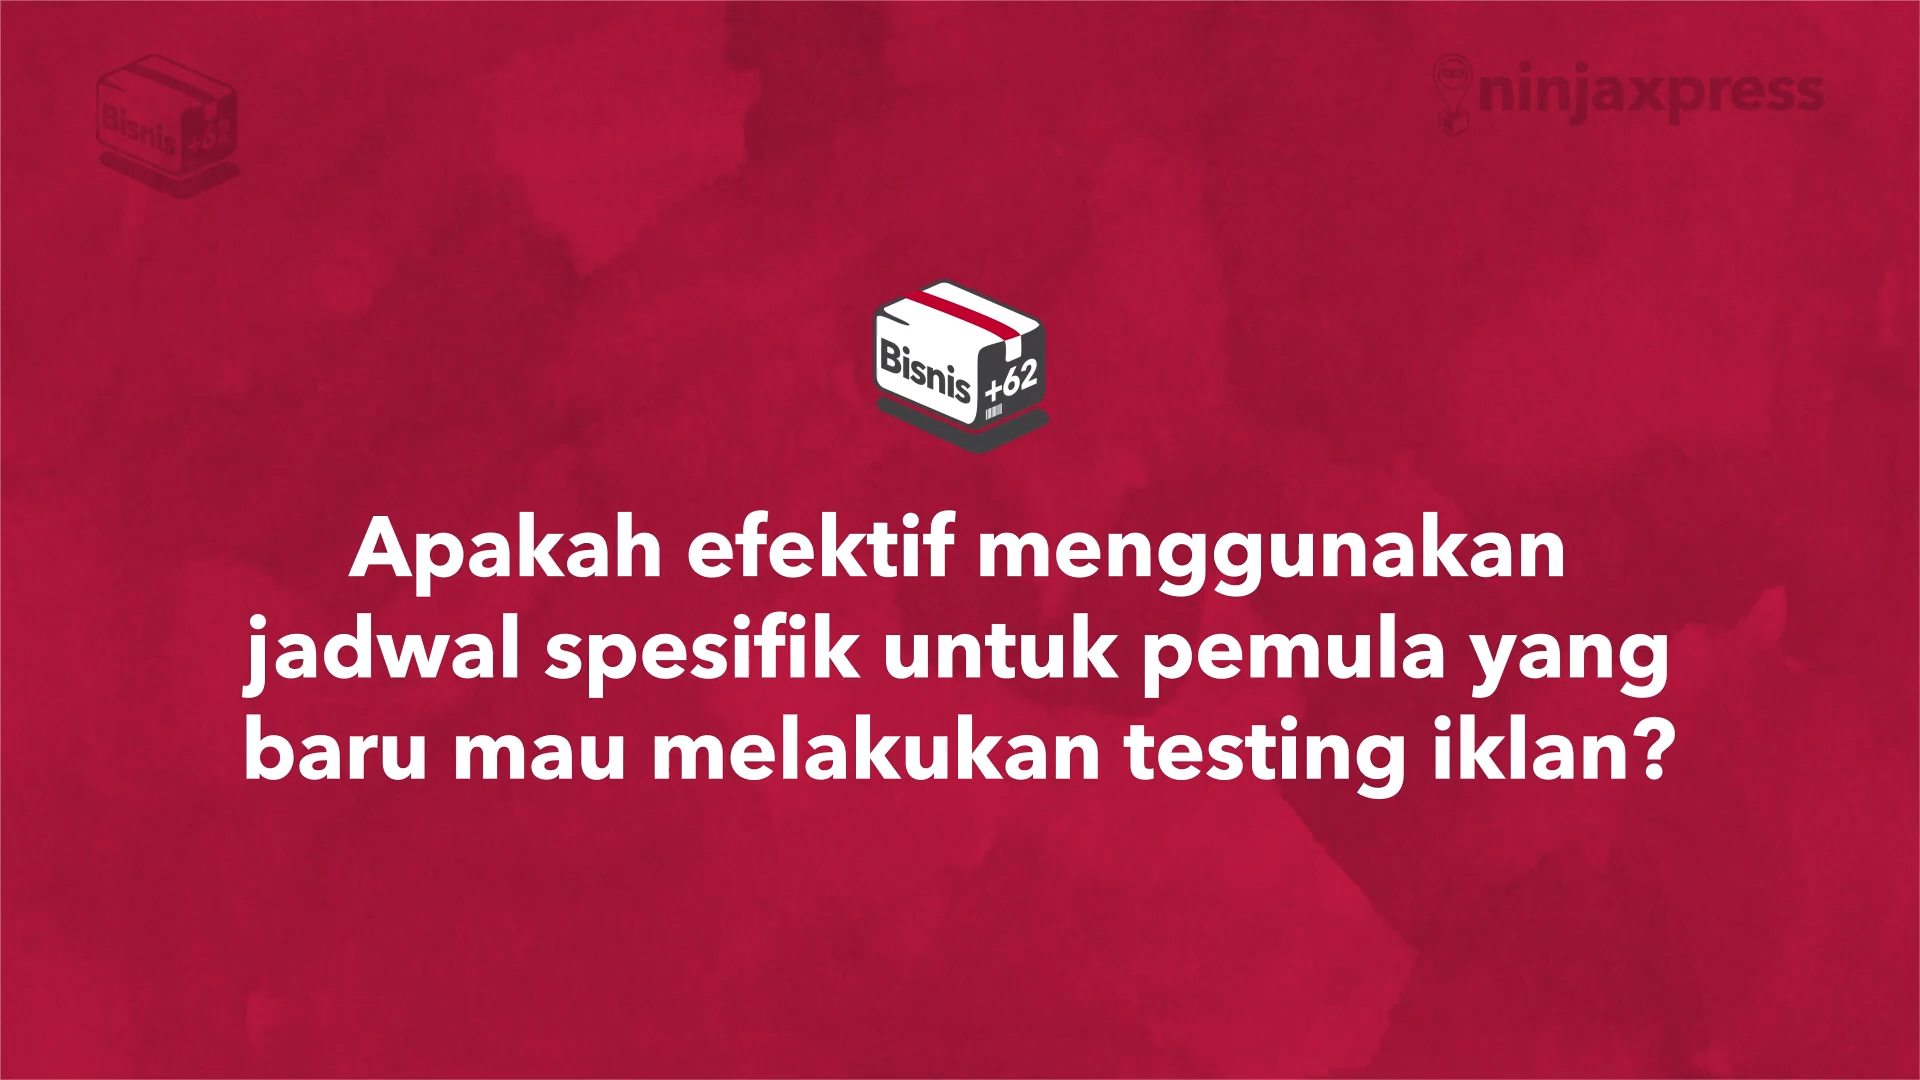 Bisnis
+62
ninjaxpress
Bisnis
+62
Apakah efektif menggunakan
jadwal spesifik untuk pemula yang
baru mau melakukan testing iklan?